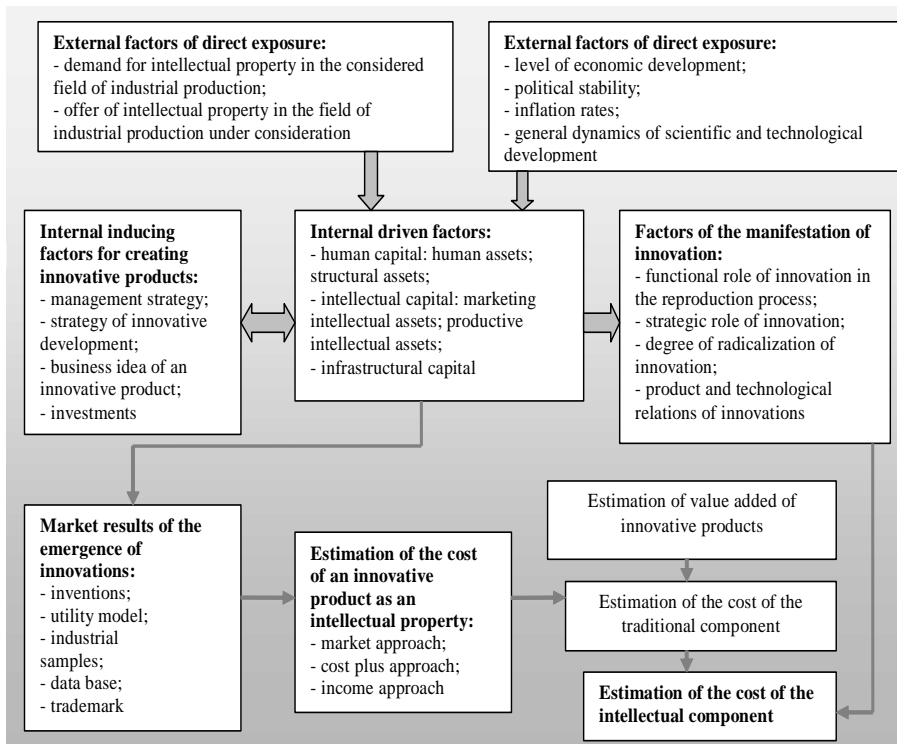 External factors of direct exposure:
- demand for intellectual property in the considered
field of industrial production;
- offer of intellectual property in the field of
industrial production under consideration
External factors of direct exposure:
- level of economic development;
- political stability;
- inflation rates;
- general dynamics of scientific and technological
development
Internal inducing
factors for creating
innovative products:
- management strategy;
- strategy of innovative
development;
- business idea of an
innovative product;
- investments
Internal driven factors:
- human capital: human assets;
structural assets;
- intellectual capital: marketing
intellectual assets; productive
intellectual assets;
- infrastructural capital
Factors of the manifestation of
innovation:
- functional role of innovation in
the reproduction process;
- strategic role of innovation;
- degree of radicalization of
innovation;
- product and technological
relations of innovations
Market results of the
emergence of
innovations:
- inventions;
- utility model;
- industrial
samples;
- data base;
- trademark
Estimation of the cost
of an innovative
product as an
intellectual property:
- market approach;
- cost plus approach;
- income approach
Estimation of value added of
innovative products
Estimation of the cost of the
traditional component
Estimation of the cost of the
intellectual component